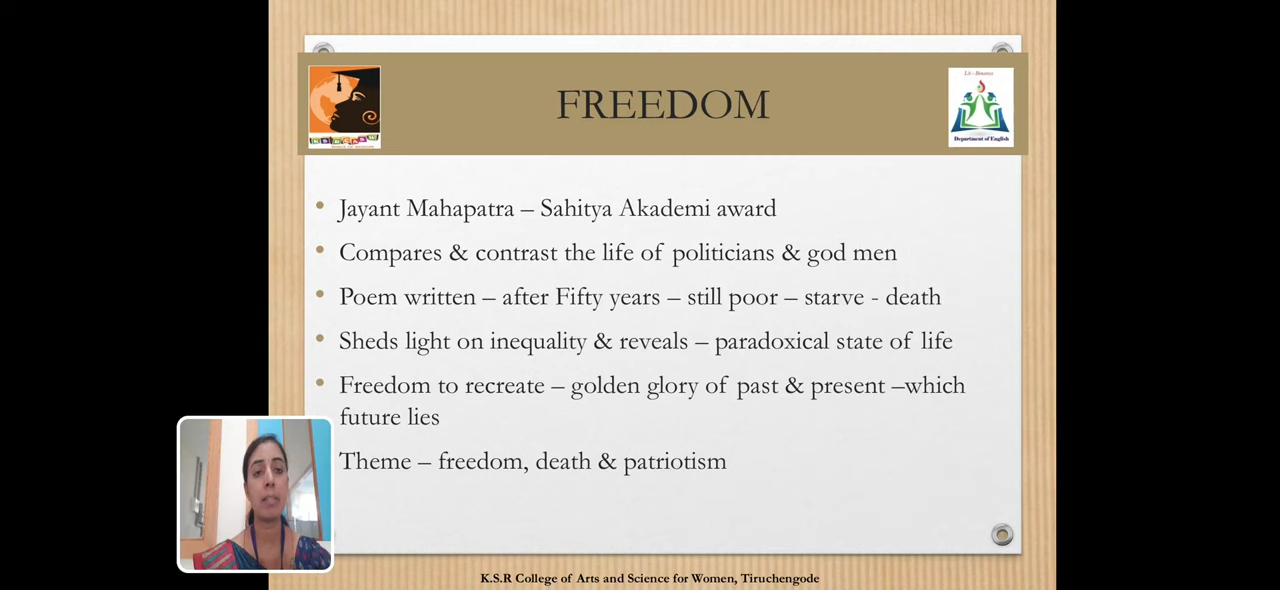 FREEDOM
Lit - Bonanza
Department of English
Jayant Mahapatra – Sahitya Akademi award
Compares & contrast the life of politicians & god men
Poem written – after Fifty years – still poor – starve - death
Sheds light on inequality & reveals – paradoxical state of life
Freedom to recreate – golden glory of past & present –which
future lies
Theme – freedom, death & patriotism
K.S.R College of Arts and Science for Women, Tiruchengode